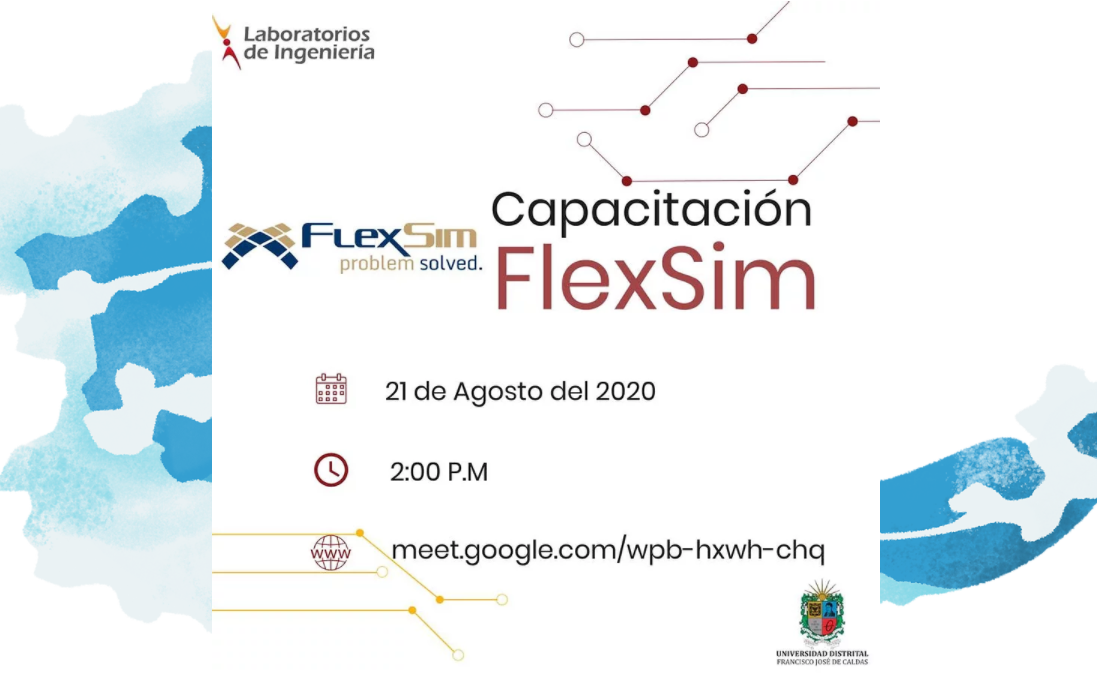 Laboratorios
de Ingeniería
Capacitación
FlexSim
FlexSim
problem solved.
21 de Agosto del 2020
2:00 P.M
www
meet.google.com/wpb-hxwh-chq
UNIVERSIDAD DISTRITAL
FRANCISCO JOSÉ DE CALDAS